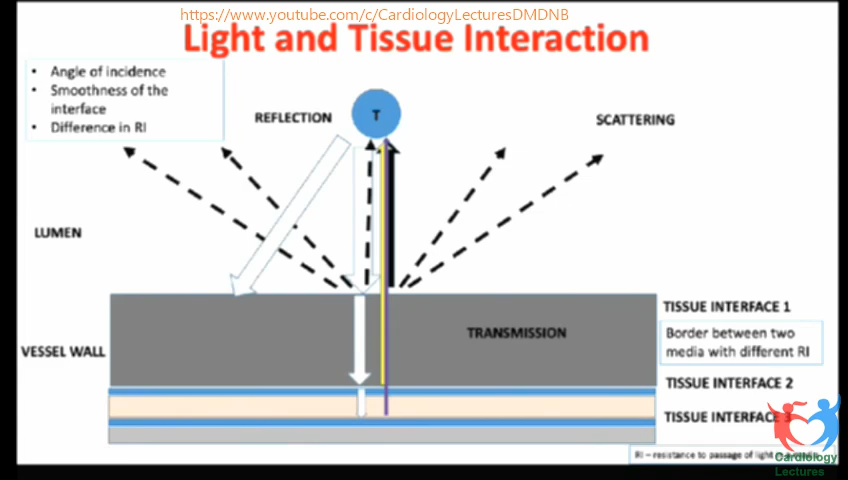 https://www.youtube.com/c/CardiologyLecturesDMDNB
Light and Tissue Interaction
• Angle of incidence
• Smoothness of the
interface
• Difference in RI
REFLECTION
T
SCATTERING
LUMEN
TISSUE INTERFACE 1
TRANSMISSION
Border between two
media with different RI
VESSEL WALL
TISSUE INTERFACE 2
TISSUE INTERFACE 3
RI – resistance to passage of light
Cardiology
Lectures